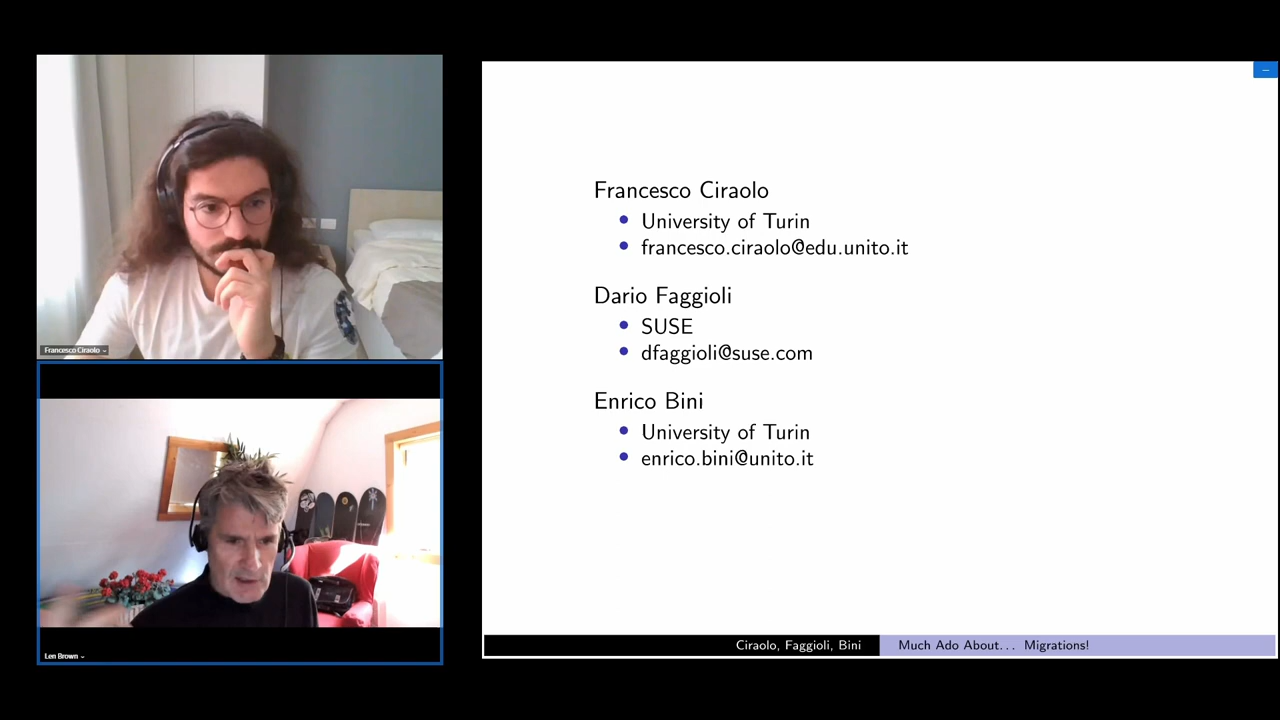 Francesco Ciraolo
University of Turin
francesco.ciraolo@edu.unito.it
Dario Faggioli
SUSE
dfaggioli@suse.com
Enrico Bini
University of Turin
enrico.bini@unito.it
Ciraolo, Faggioli, Bini
Much Ado About... Migrations!
Francesco Ciraolo
Len Brown